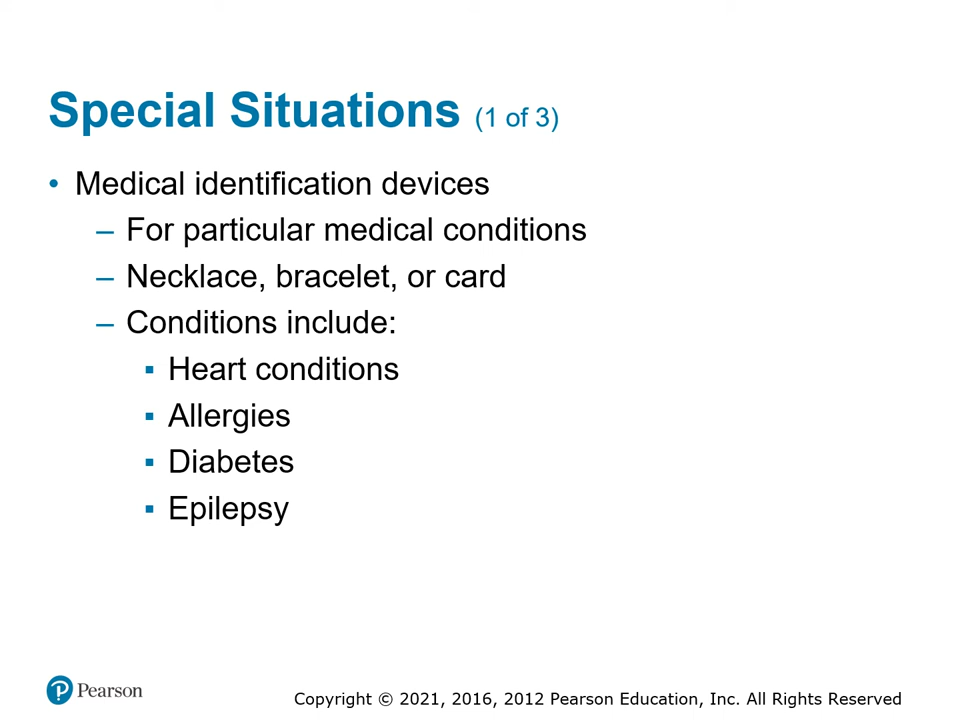 Special Situations (1 of 3)
• Medical identification devices
– For particular medical conditions
– Necklace, bracelet, or card
– Conditions include:
▪ Heart conditions
▪ Allergies
▪ Diabetes
▪ Epilepsy
Pearson
Copyright © 2021, 2016, 2012 Pearson Education, Inc. All Rights Reserved